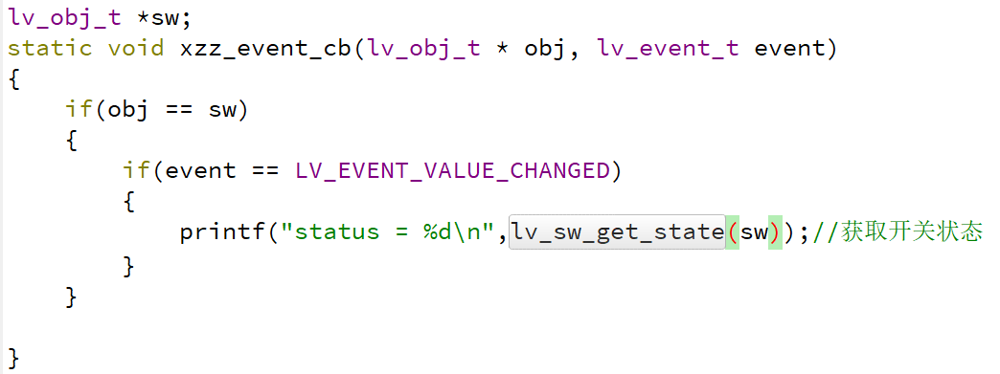 lv_obj_t *sw;
static void xzz_event_cb(lv_obj_t * obj, lv_event_t event)
{
    if(obj == sw)
    {
        if(event == LV_EVENT_VALUE_CHANGED)
        {
            printf("status = %d\n",lv_sw_get_state(sw));//获取开关状态
        }
    }
}